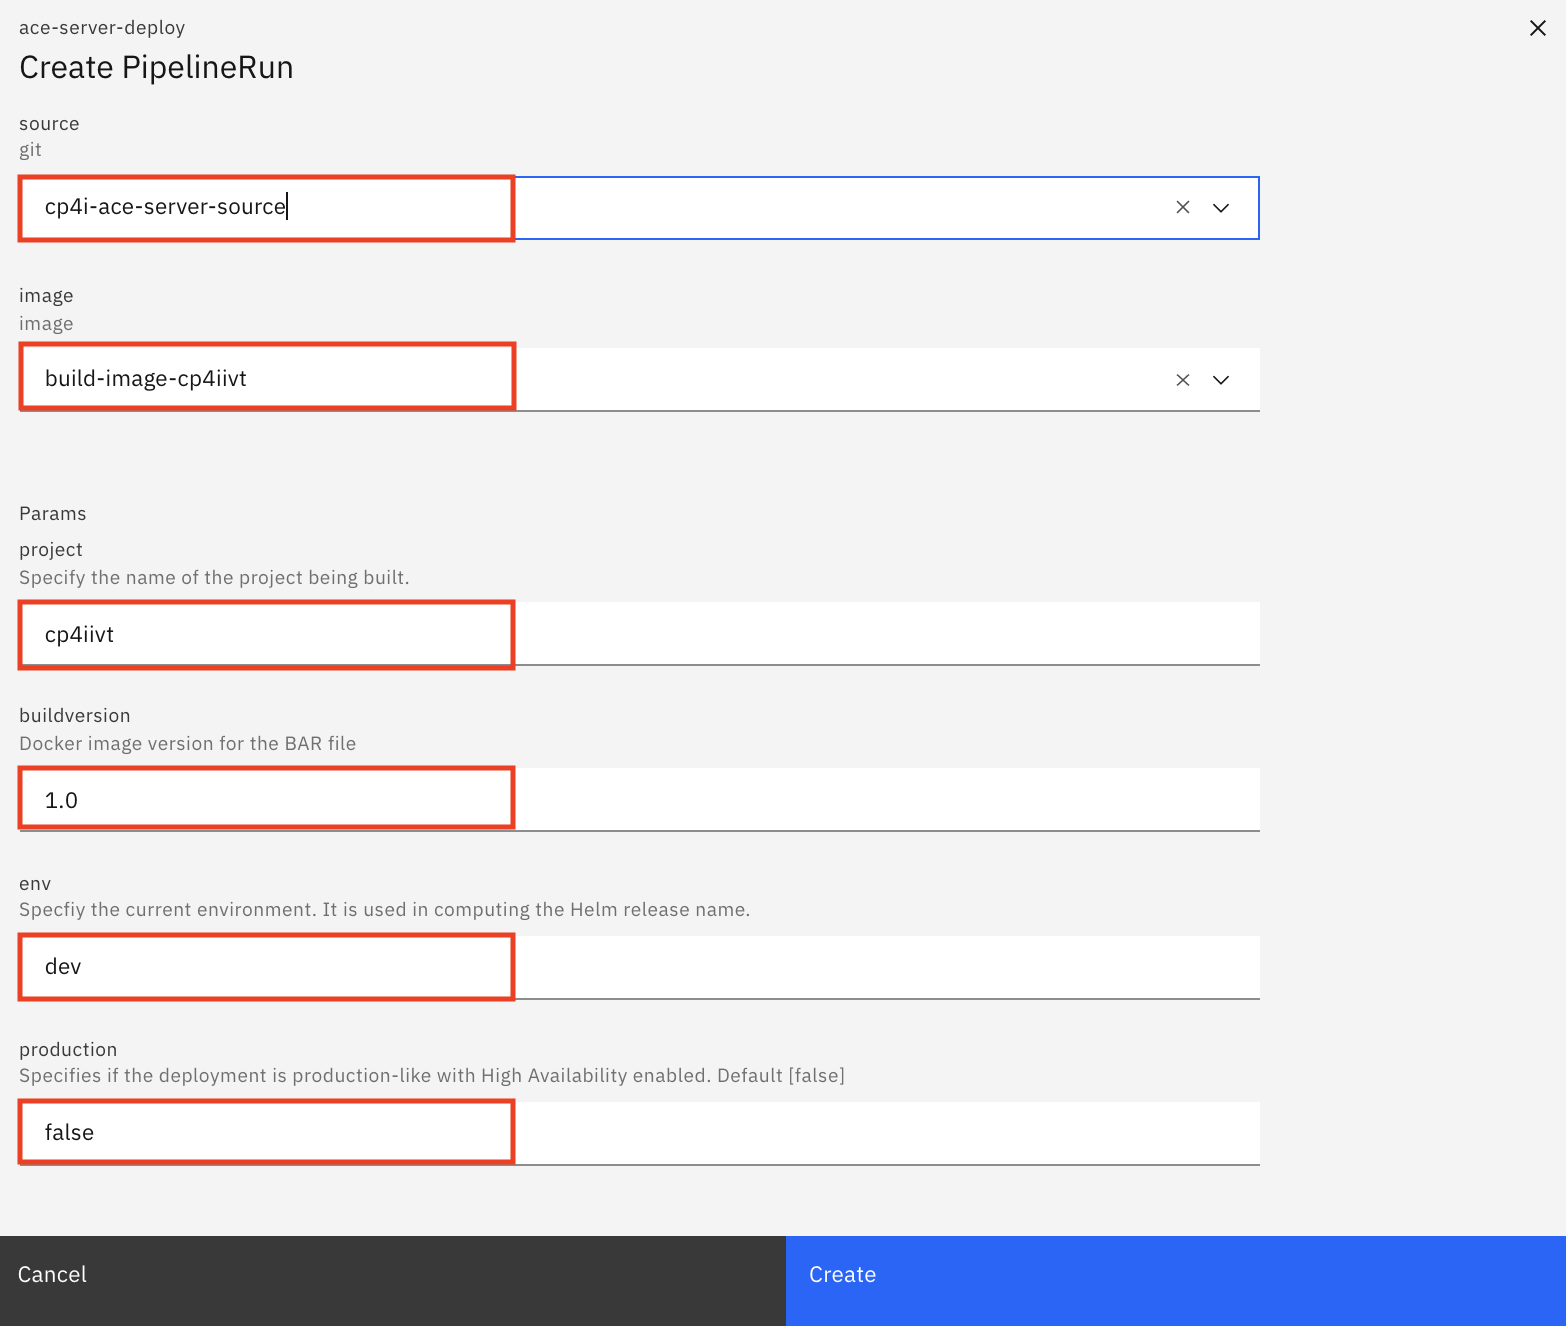 ace-server-deploy
Create PipelineRun
source
git
cp4i-ace-server-source
image
image
build-image-cp4iivt
Params
project
Specify the name of the project being built.
cp4iivt
buildversion
Docker image version for the BAR file
1.0
env
Specfiy the current environment. It is used in computing the Helm release name.
dev
production
Specifies if the deployment is production-like with High Availability enabled. Default [false]
false
Cancel
Create